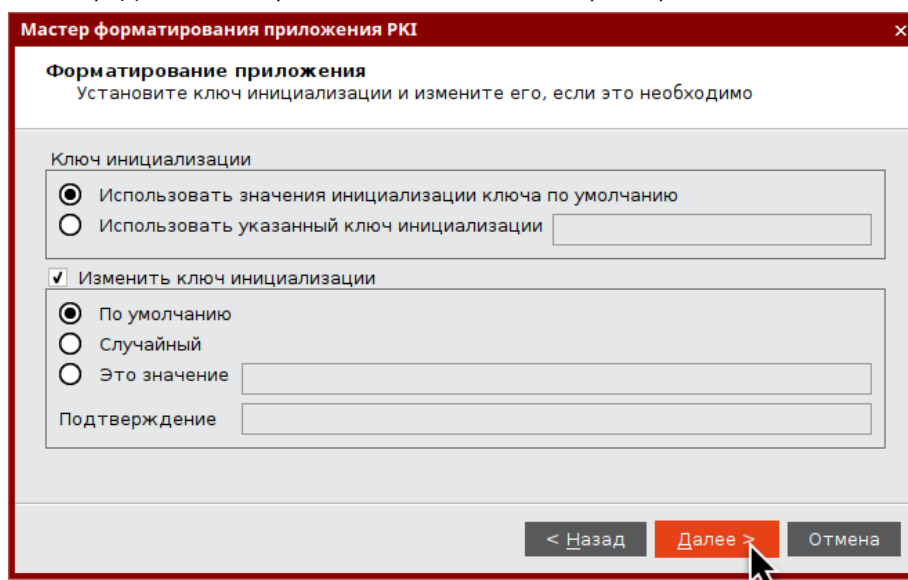 Мастер форматирования приложения PKI ×
Форматирование приложения
Установите ключ инициализации и измените его, если это необходимо
Ключ инициализации
Использовать значения инициализации ключа по умолчанию
Использовать указанный ключ инициализации
Изменить ключ инициализации
По умолчанию
Случайный
Это значение
Подтверждение
< Назад Далее > Отмена